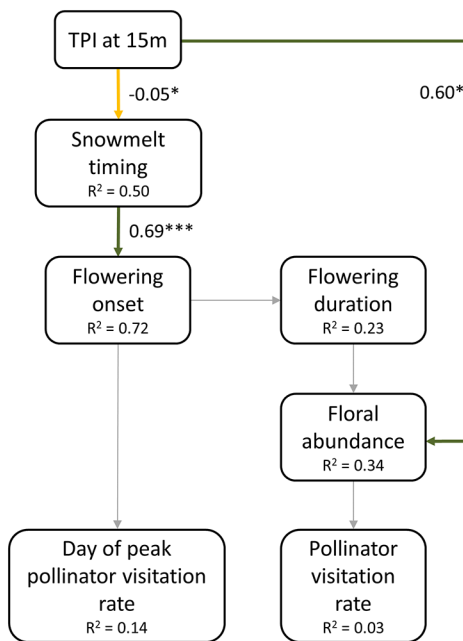 TPI at 15m
-0.05*
0.60*
Snowmelt
timing
R² = 0.50
0.69***
Flowering
onset
R² = 0.72
Flowering
duration
R² = 0.23
Floral
abundance
R² = 0.34
Day of peak
pollinator visitation
rate
R² = 0.14
Pollinator
visitation
rate
R² = 0.03